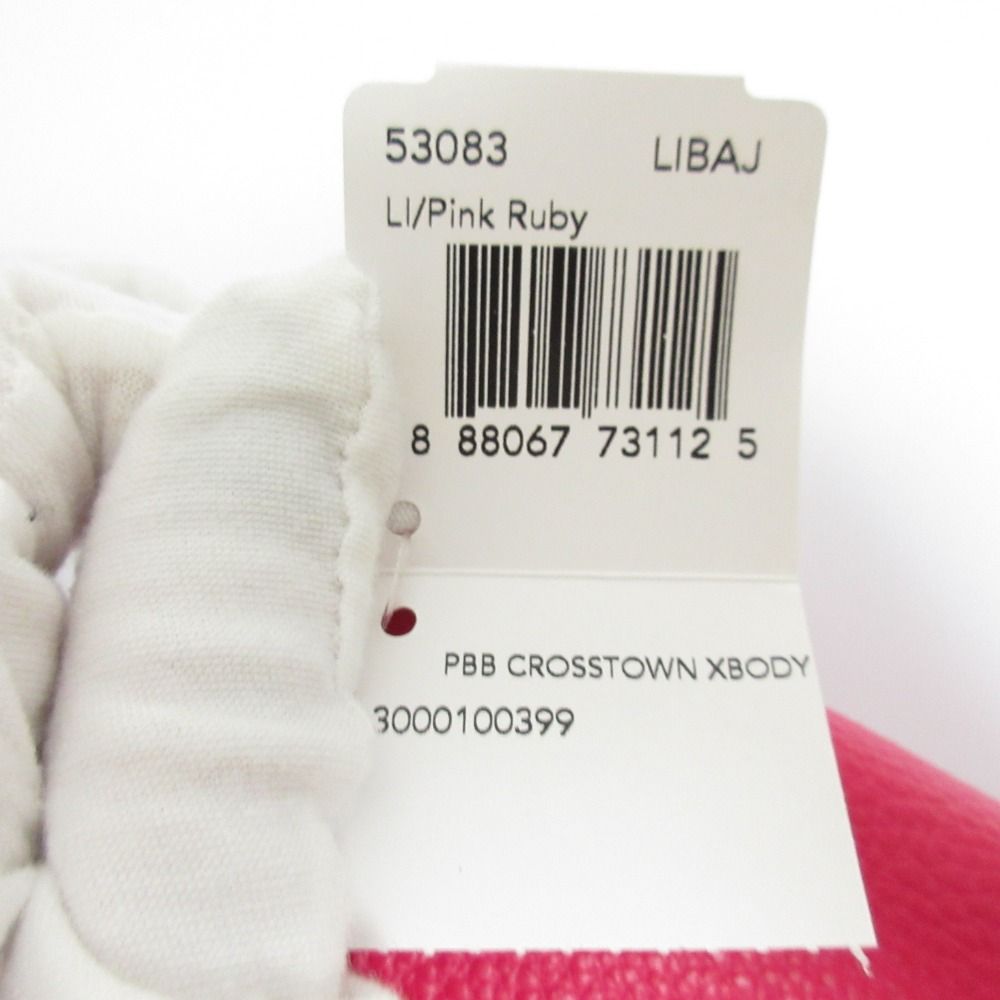 53083 LIBAJ
LI/Pink Ruby
8 88067 73112 5
PBB CROSSTOWN XBODY
3000100399